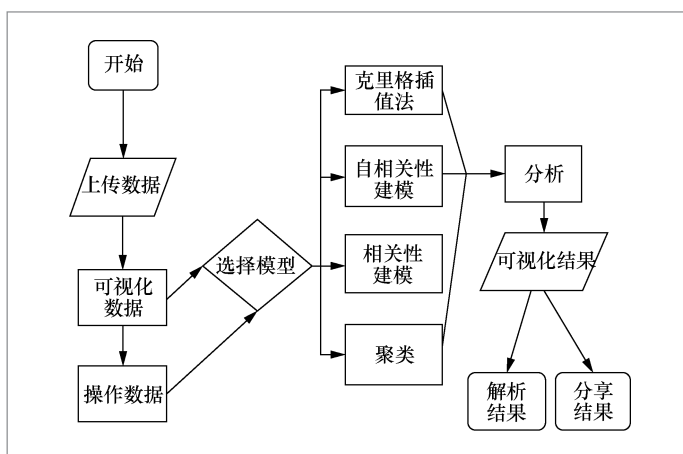 开始
上传数据
可视化
数据
操作数据
选择模型
克里格插
值法
自相关性
建模
相关性
建模
聚类
分析
可视化结果
解析
结果
分享
结果